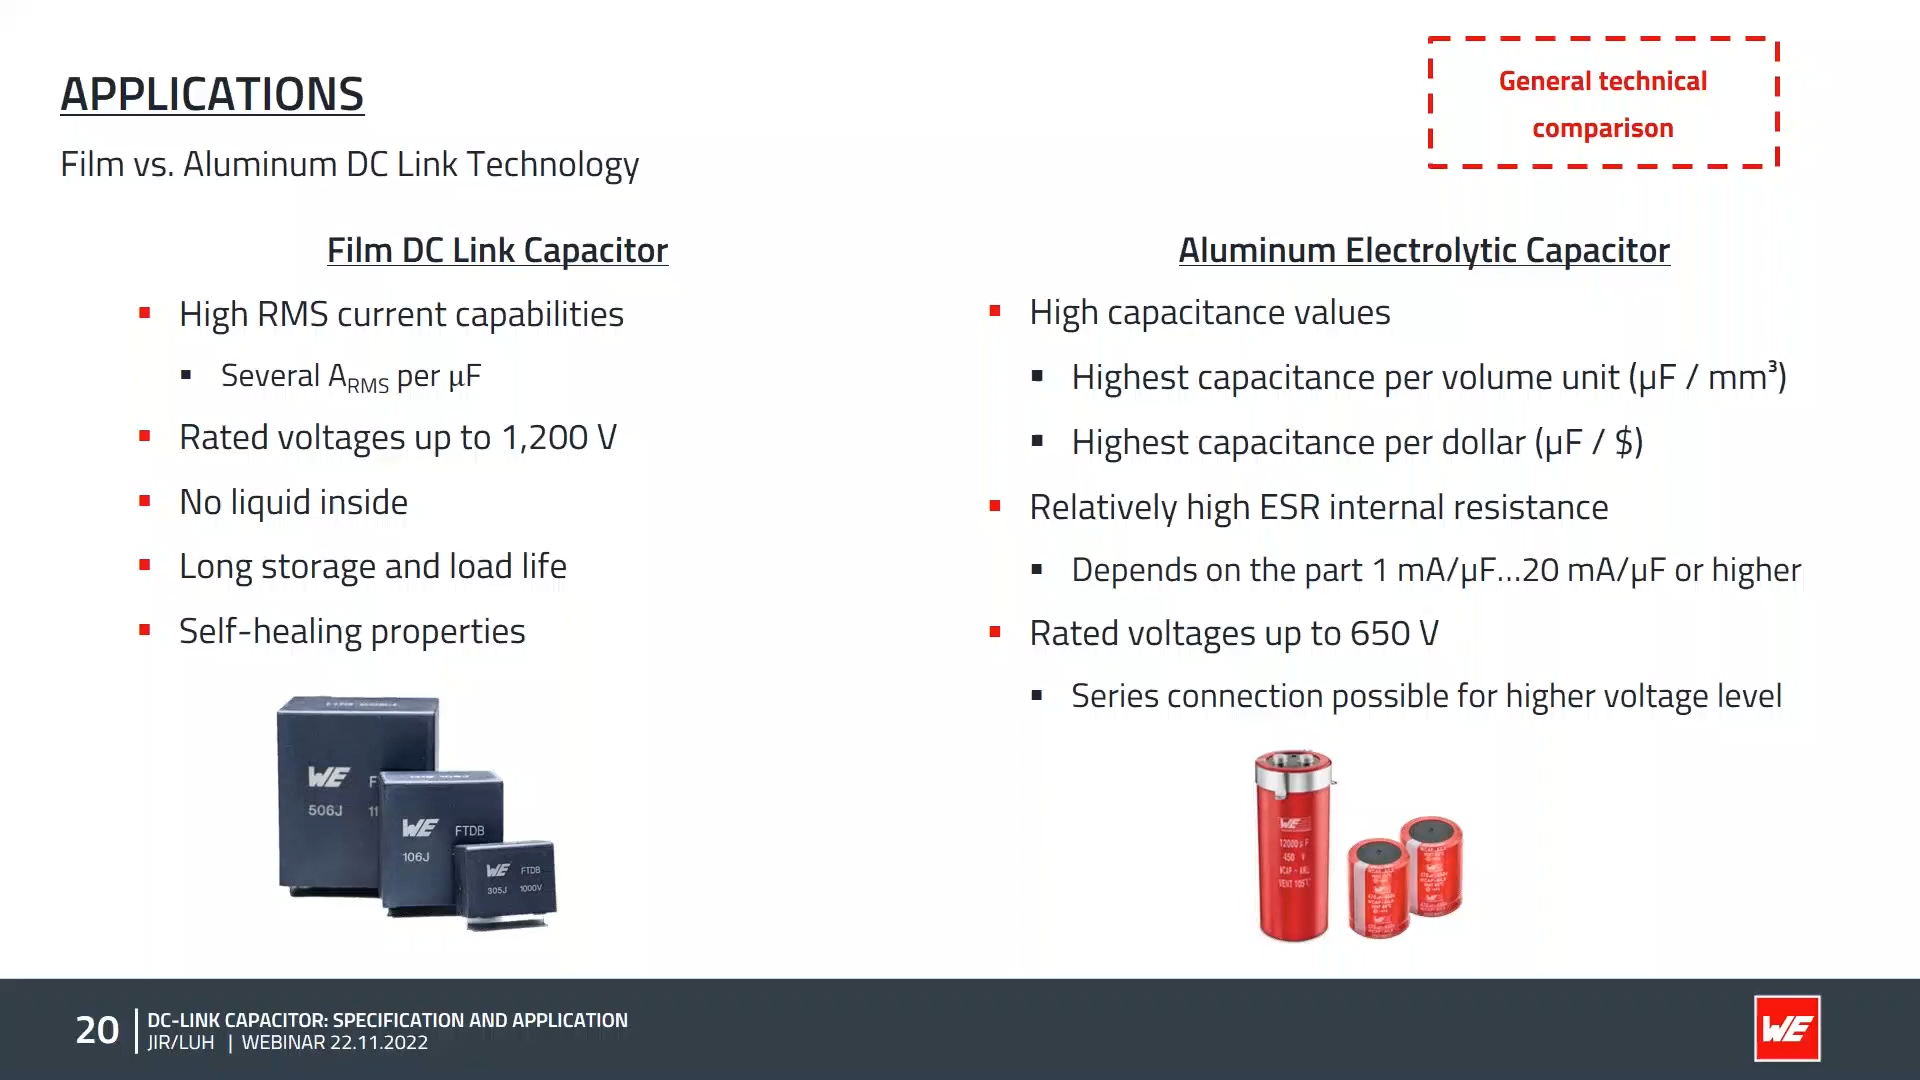 APPLICATIONS
General technical
comparison
Film vs. Aluminum DC Link Technology
Film DC Link Capacitor
High RMS current capabilities
Several ARMS per µF
Rated voltages up to 1,200 V
No liquid inside
Long storage and load life
Self-healing properties
WE
506J 11
WE FTDB
106J
WE FTDB
305J 1000V
Aluminum Electrolytic Capacitor
High capacitance values
Highest capacitance per volume unit (µF / mm³)
Highest capacitance per dollar (µF / $)
Relatively high ESR internal resistance
Depends on the part 1 mA/µF...20 mA/µF or higher
Rated voltages up to 650 V
Series connection possible for higher voltage level
WE
12000µF
450 V
20
DC-LINK CAPACITOR: SPECIFICATION AND APPLICATION
JIR/LUH | WEBINAR 22.11.2022
WE